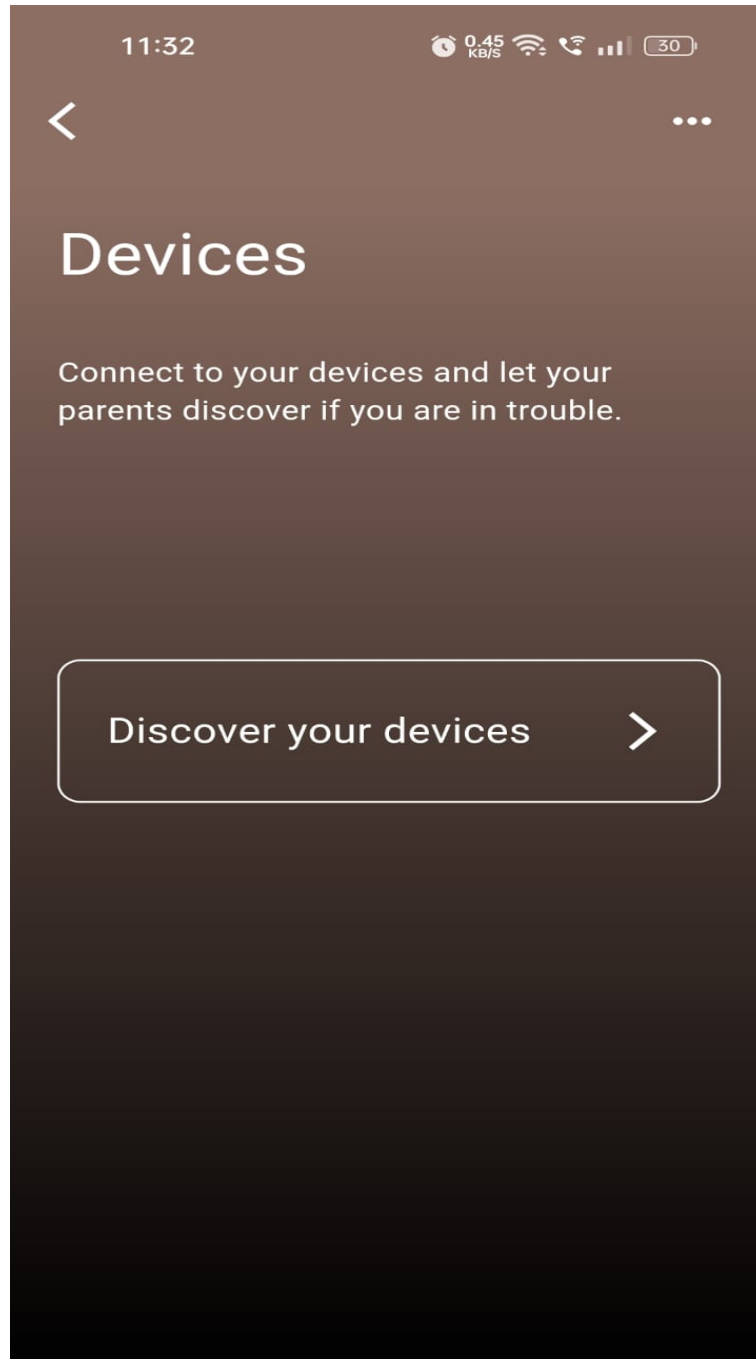 11:32
0.45
KB/S
30
Devices
Connect to your devices and let your
parents discover if you are in trouble.
Discover your devices